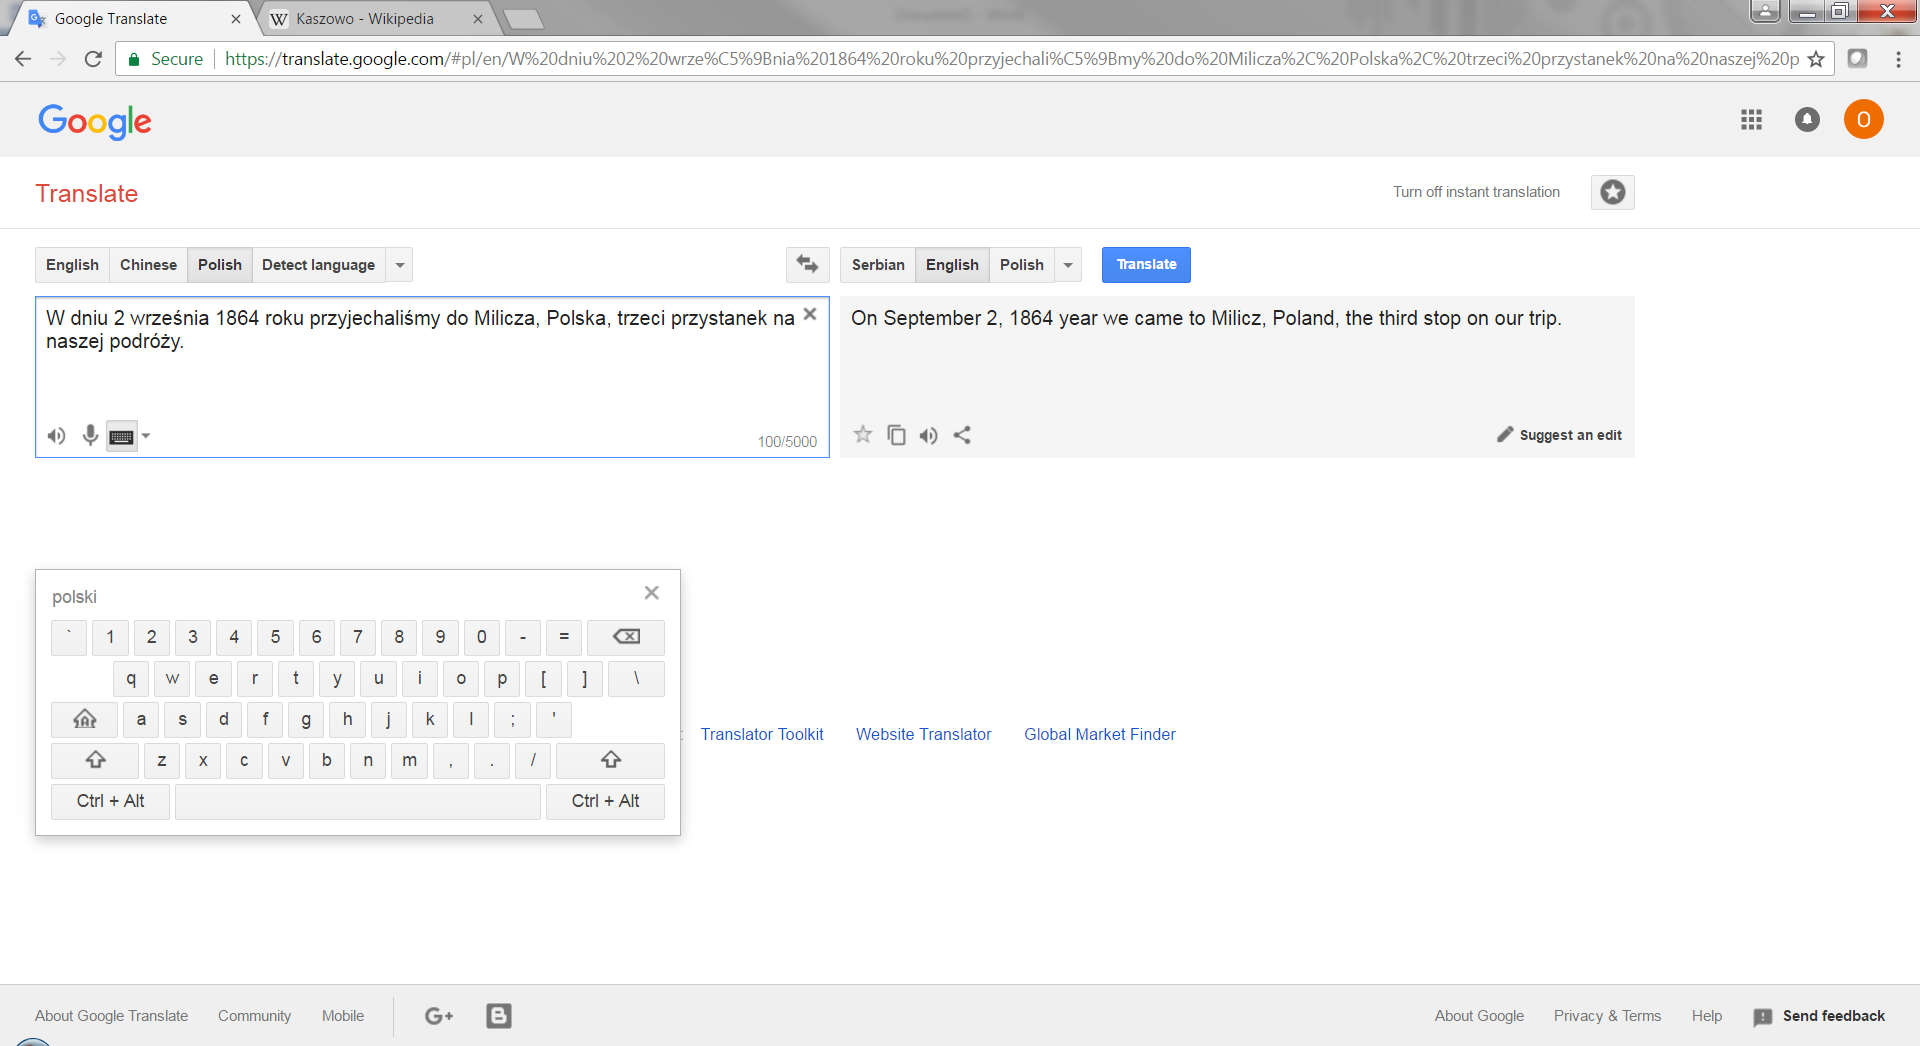 Google Translate
Kaszowo - Wikipedia
Secure
https://translate.google.com/#pl/en/W%20dniu%202%20wrze%C5%9Bnia%201864%20roku%20przyjechali%C5%9Bmy%20do%20Milicza%2C%20Polska%2C%20trzeci%20przystanek%20na%20naszej%20p
Google
O
Translate
Turn off instant translation
English Chinese Polish Detect language
Serbian English Polish
Translate
W dniu 2 września 1864 roku przyjechaliśmy do Milicza, Polska, trzeci przystanek na
naszej podróży.
100/5000
On September 2, 1864 year we came to Milicz, Poland, the third stop on our trip.
Suggest an edit
polski
` 1 2 3 4 5 6 7 8 9 0 - =
q w e r t y u i o p [ ] \
a s d f g h j k l ; '
z x c v b n m , . /
Ctrl + Alt Ctrl + Alt
: Translator Toolkit Website Translator Global Market Finder
About Google Translate Community Mobile G+ B
About Google Privacy & Terms Help Send feedback